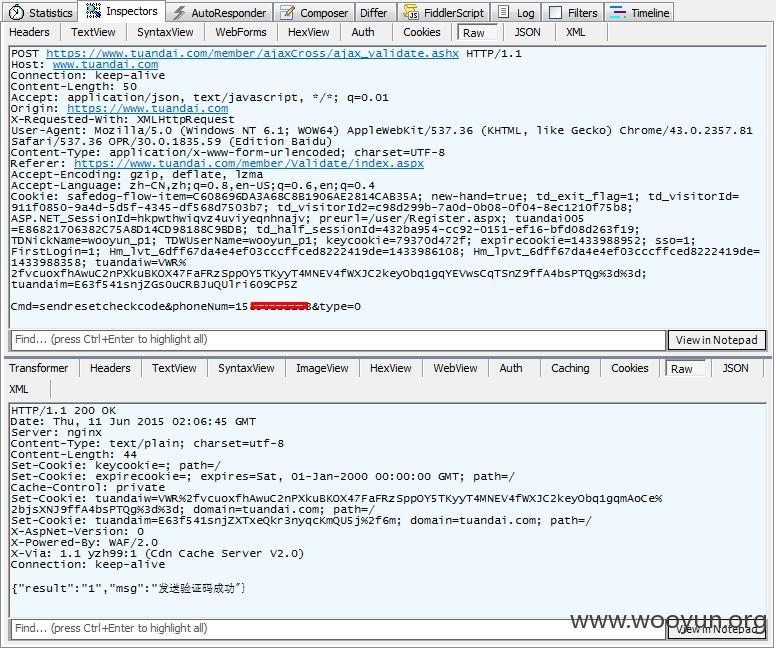 Statistics Inspectors AutoResponder Composer Differ FiddlerScript Log Filters Timeline
Headers TextView SyntaxView WebForms HexView Auth Cookies Raw JSON XML
POST https://www.tuandai.com/member/ajaxCross/ajax_validate.ashx HTTP/1.1
Host: www.tuandai.com
Connection: keep-alive
Content-Length: 50
Accept: application/json, text/javascript, */*; q=0.01
Origin: https://www.tuandai.com
X-Requested-With: XMLHttpRequest
User-Agent: Mozilla/5.0 (Windows NT 6.1; WOW64) AppleWebKit/537.36 (KHTML, like Gecko) Chrome/43.0.2357.81
Safari/537.36 OPR/30.0.1835.59 (Edition Baidu)
Content-Type: application/x-www-form-urlencoded; charset=UTF-8
Referer: https://www.tuandai.com/member/Validate/index.aspx
Accept-Encoding: gzip, deflate, lzma
Accept-Language: zh-CN,zh;q=0.8,en-US;q=0.6,en;q=0.4
Cookie: safedog-flow-item=C608696DA3A68C8B1906AE2814CAB35A; new-hand=true; td_exit_flag=1; td_visitorId=
911f0850-9a4d-5d5f-4345-df568d7503b7; td_visitorId2=c98d299b-7a0d-0b08-0f04-8ec1210f75b8;
ASP.NET_SessionId=hkpwthwiqvz4uviyeqnhnajv; preurl=/user/Register.aspx; tuandai005
=E86821706382C75A8D14CD98188C9BDB; td_half_sessionId=432ba954-cc92-0151-ef16-bfd08d263f19;
TDNickName=wooyun_p1; TDWUserName=wooyun_p1; keycookie=79370d472f; expirecookie=1433988952; sso=1;
FirstLogin=1; Hm_lvt_6dff67da4e4ef03cccffced8222419de=1433986108; Hm_lpvt_6dff67da4e4ef03cccffced8222419de=
1433988358; tuandaiw=VWR%
2fvcuoxfhAwuC2nPXkuBKOX47FaFRzSppOY5TKyyT4MNEV4fWXJC2keyObq1gqYEVwsCqTSnZ9ffA4bsPTQg%3d%3d;
tuandaim=E63f541snjZGsOuCRBJuQUlri609CP5Z
Cmd=sendresetcheckcode&phoneNum=15 8&type=0
Find... (press Ctrl+Enter to highlight all) View in Notepad
Transformer Headers TextView SyntaxView ImageView HexView WebView Auth Caching Cookies Raw JSON
XML
HTTP/1.1 200 OK
Date: Thu, 11 Jun 2015 02:06:45 GMT
Server: nginx
Content-Type: text/plain; charset=utf-8
Content-Length: 44
Set-Cookie: keycookie=; path=/
Set-Cookie: expirecookie=; expires=Sat, 01-Jan-2000 00:00:00 GMT; path=/
Cache-Control: private
Set-Cookie: tuandaiw=VWR%2fvcuoxfhAwuC2nPXkuBKOX47FaFRzSppOY5TKyyT4MNEV4fWXJC2keyObq1gqmAoCe%
2bjsXNJ9ffA4bsPTQg%3d%3d; domain=tuandai.com; path=/
Set-Cookie: tuandaim=E63f541snjZXTxeQkr3nyqcKmQU5j%2f6m; domain=tuandai.com; path=/
X-AspNet-Version: 0
X-Powered-By: WAF/2.0
X-Via: 1.1 yzh99:1 (Cdn Cache Server V2.0)
Connection: keep-alive
{"result":"1","msg":"发送验证码成功"}
www.wooyun.org
Find... (press Ctrl+Enter to highlight all) View in Notepad